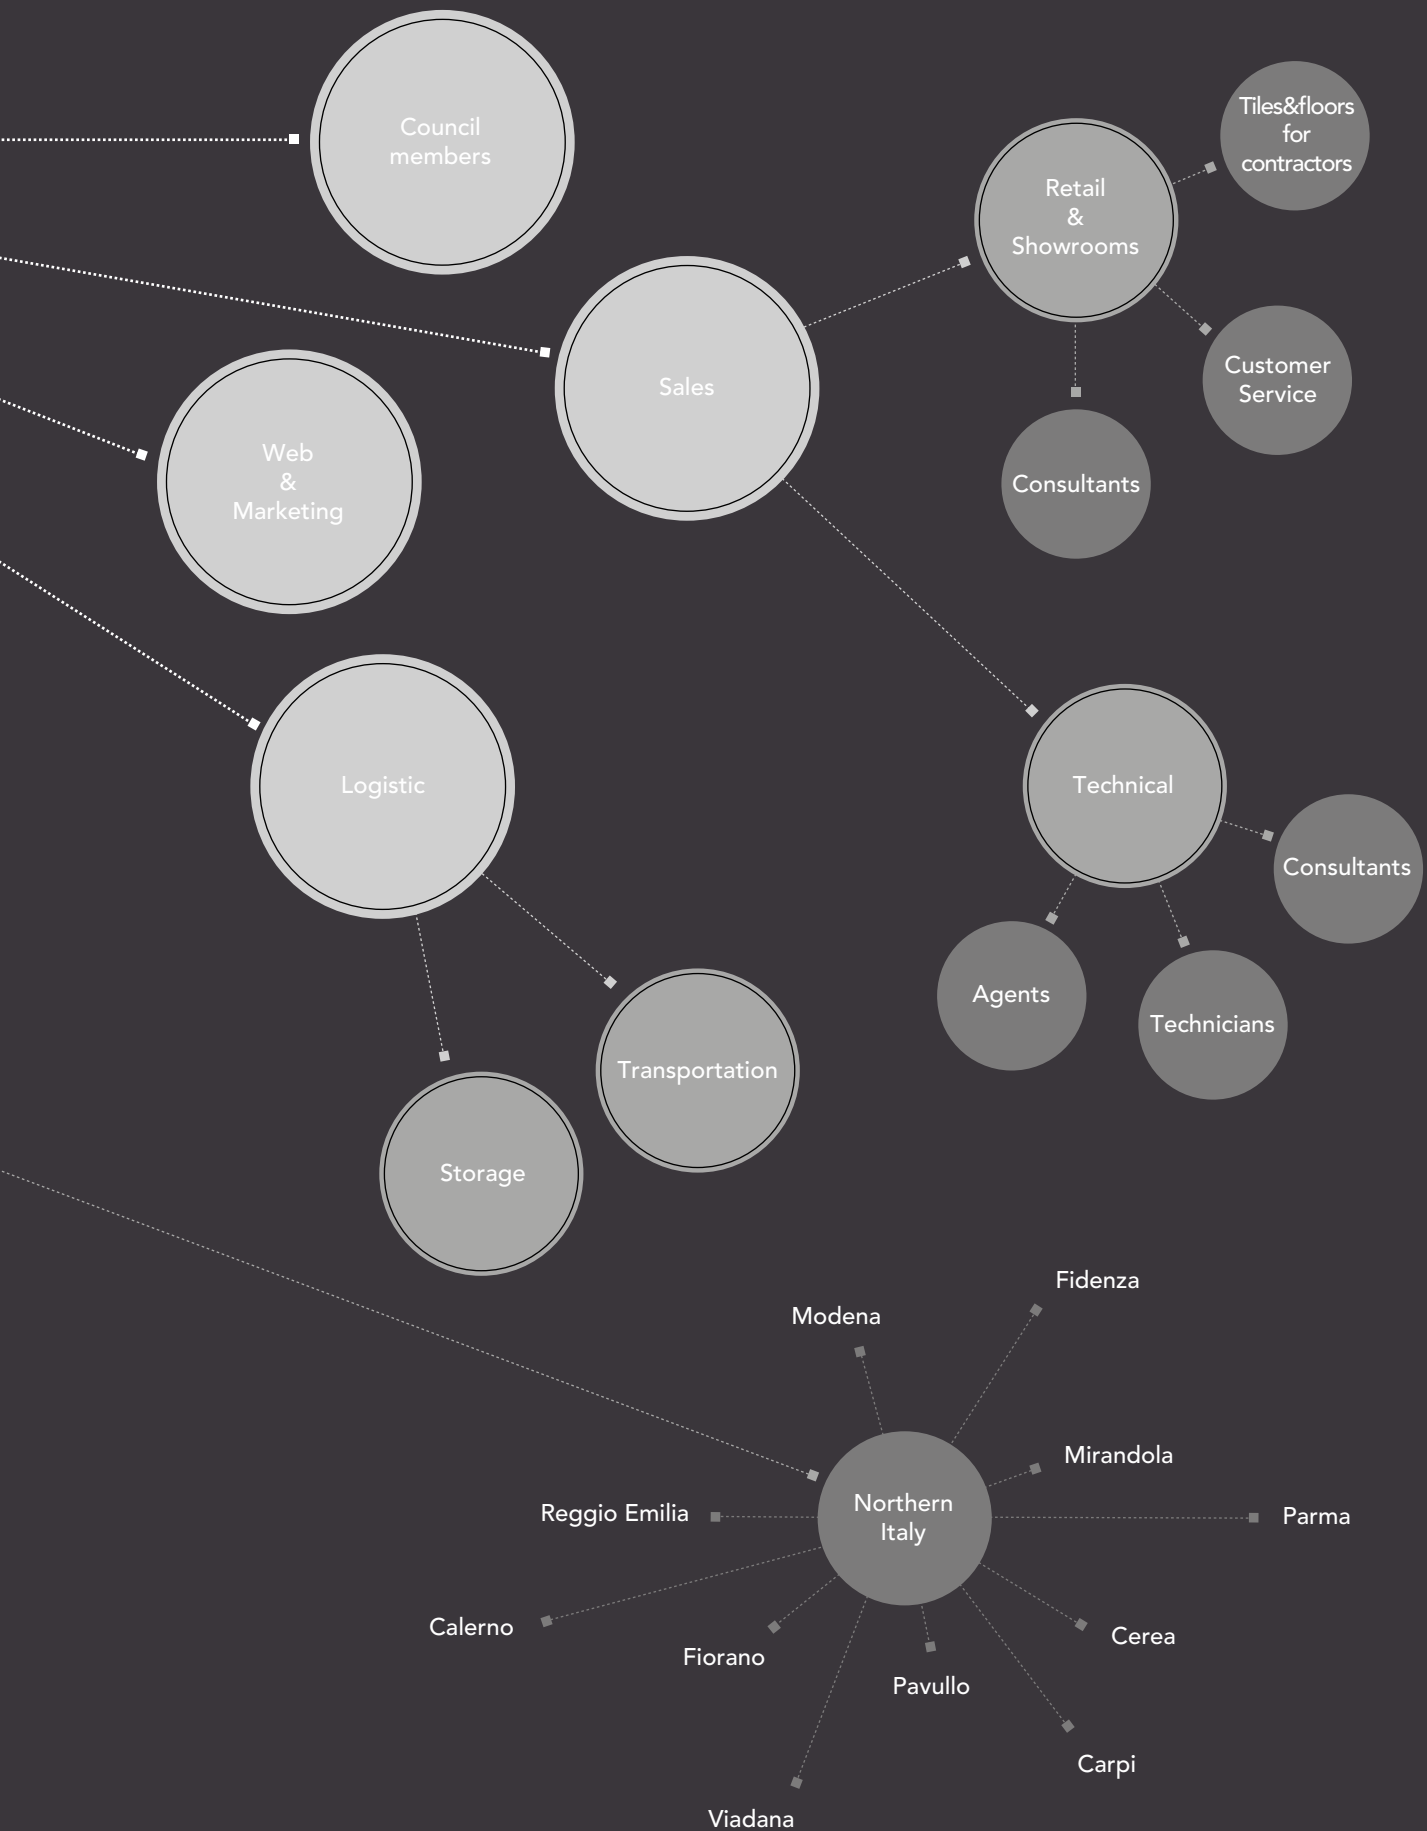 Council
members
Tiles&floors
for
contractors
Retail
&
Showrooms
Customer
Service
Sales
Web
&
Marketing
Consultants
Logistic
Technical
Consultants
Agents
Technicians
Transportation
Storage
Fidenza
Modena
Mirandola
Northern
Italy
Reggio Emilia
Parma
Calerno
Fiorano
Cerea
Pavullo
Carpi
Viadana